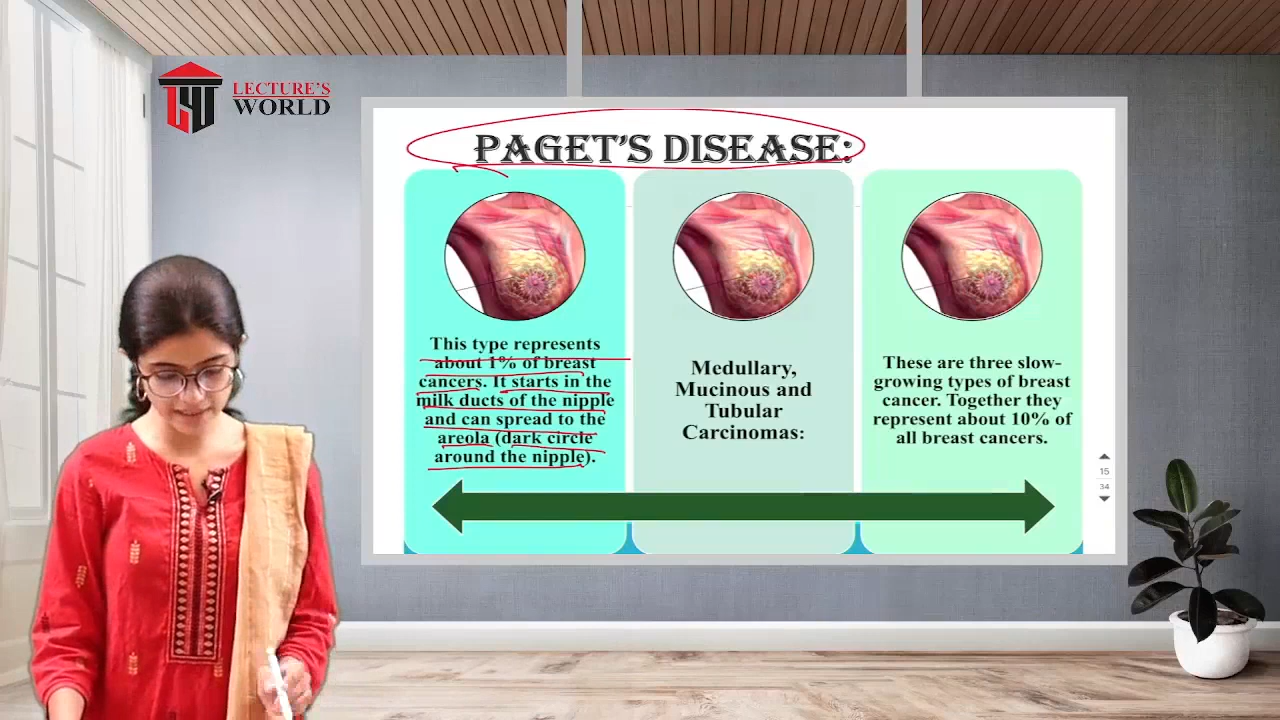 LECTURE'S
WORLD
PAGET'S DISEASE:
This type represents
about 1% of breast
cancers. It starts in the
milk ducts of the nipple
and can spread to the
areola (dark circle
around the nipple).
Medullary,
Mucinous and
Tubular
Carcinomas:
These are three slow-
growing types of breast
cancer. Together they
represent about 10% of
all breast cancers.
15
34